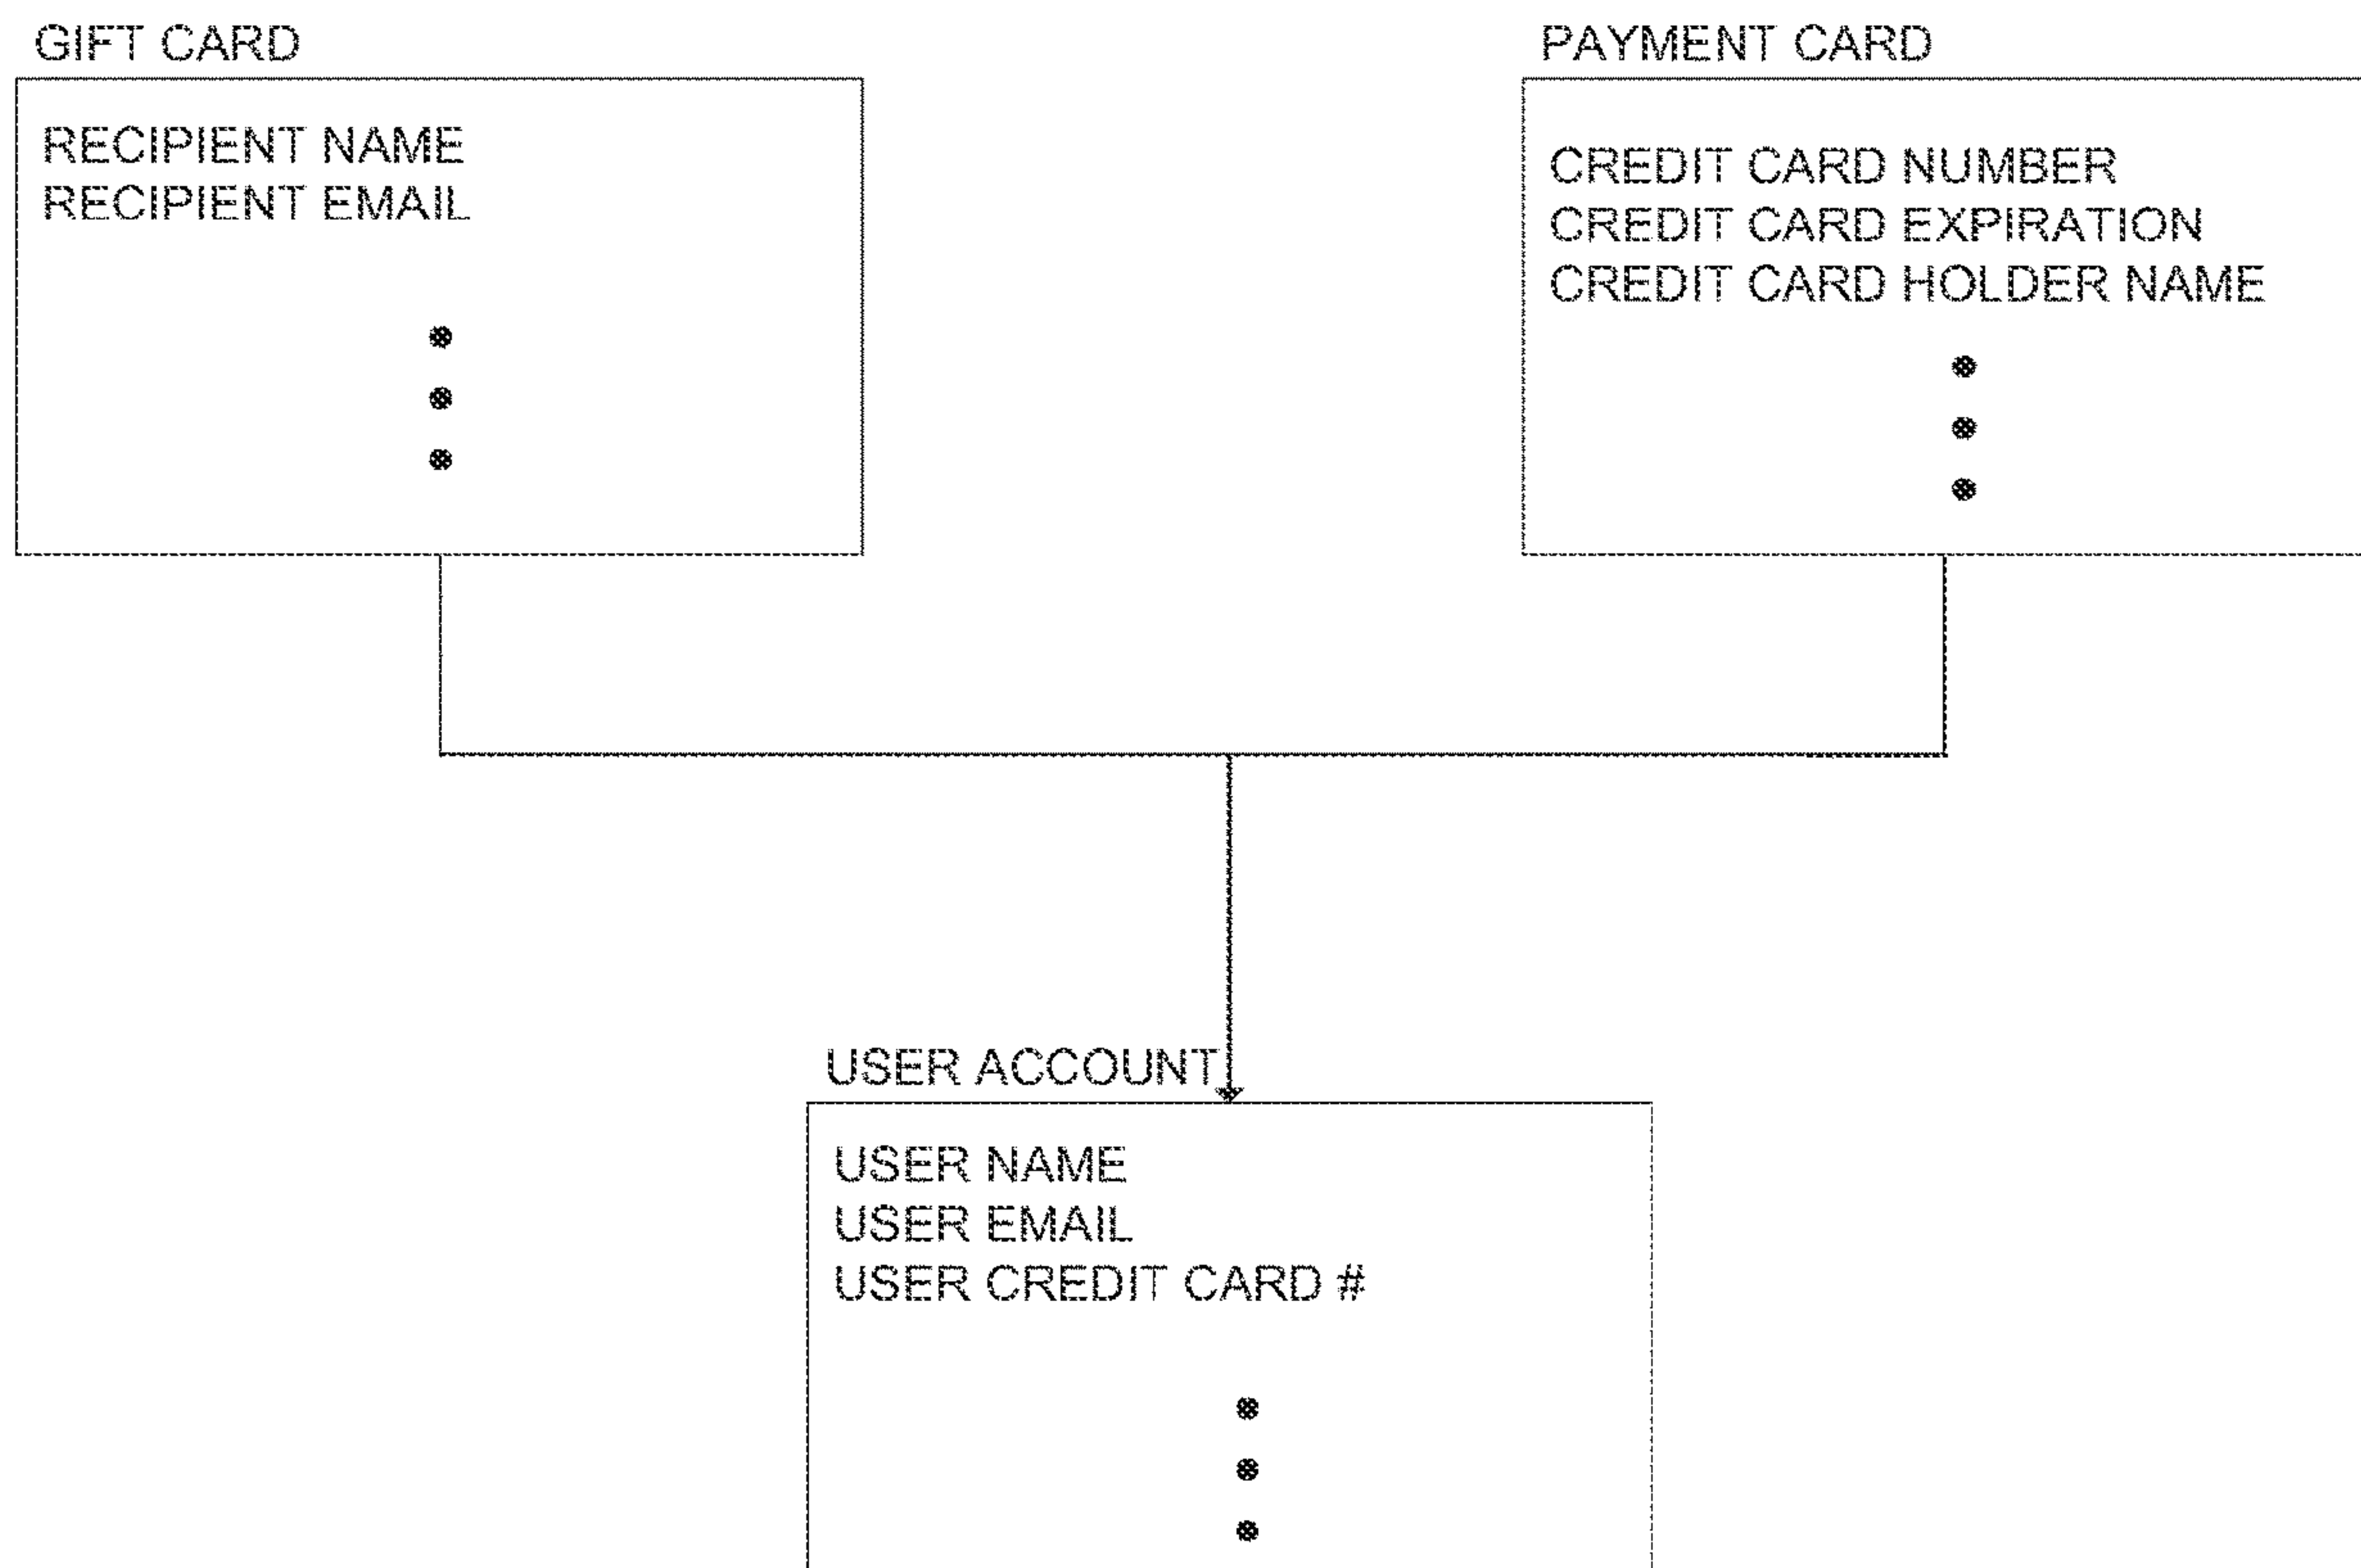 GIFT CARD
RECIPIENT NAME
RECIPIENT EMAIL
PAYMENT CARD
CREDIT CARD NUMBER
CREDIT CARD EXPIRATION
CREDIT CARD HOLDER NAME
USER ACCOUNT
USER NAME
USER EMAIL
USER CREDIT CARD #